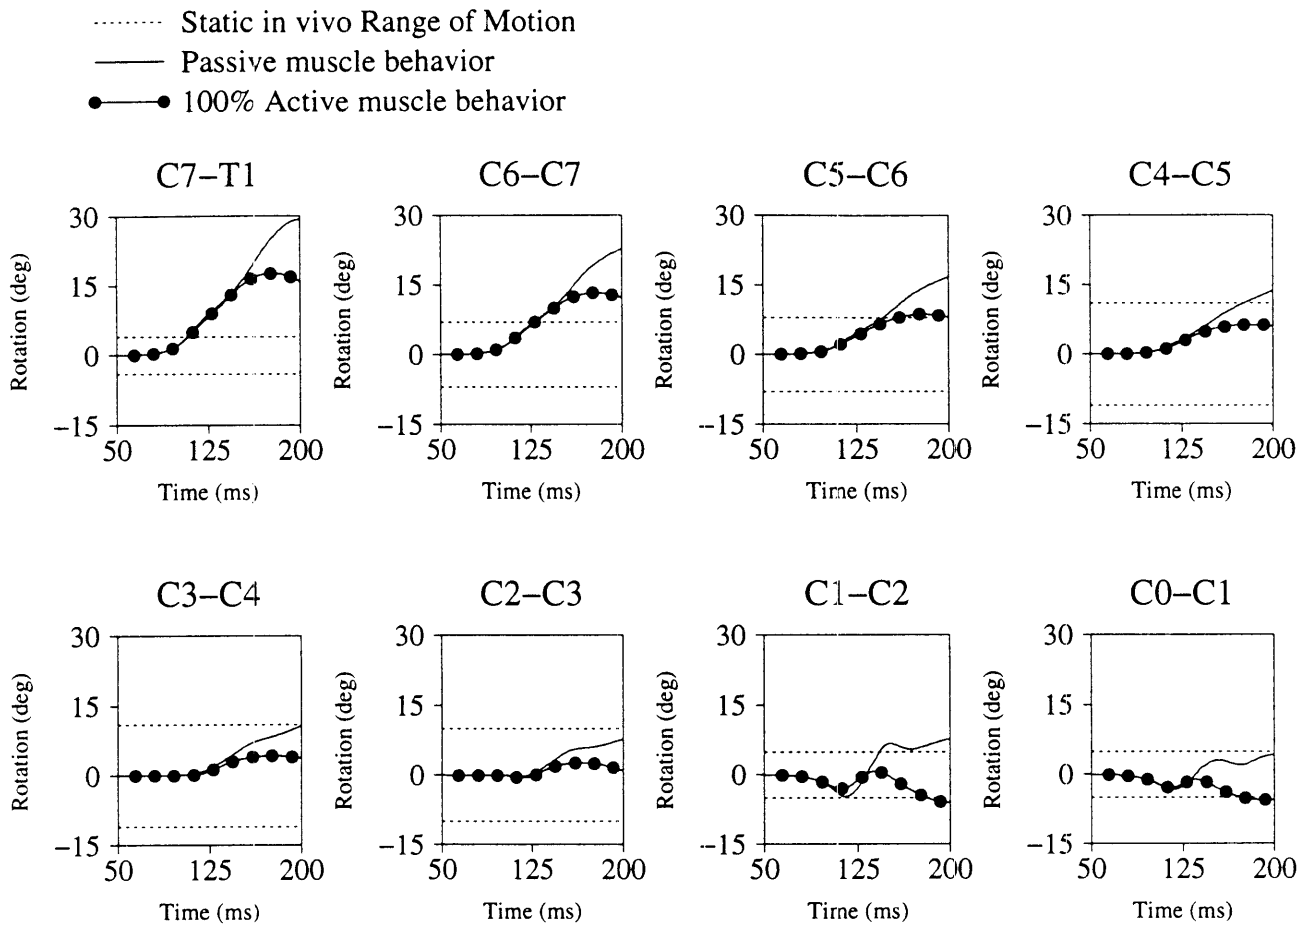 Static in vivo Range of Motion
Passive muscle behavior
100% Active muscle behavior
C7–T1 C6–C7 C5–C6 C4–C5
30 30 30 30
15 15 15 15
0 0 0 0
−15 −15 −15 −15
Rotation (deg) Rotation (deg) Rotation (deg) Rotation (deg)
50 125 200 50 125 200 50 125 200 50 125 200
Time (ms) Time (ms) Time (ms) Time (ms)
C3–C4 C2–C3 C1–C2 C0–C1
30 30 30 30
15 15 15 15
0 0 0 0
−15 −15 −15 −15
Rotation (deg) Rotation (deg) Rotation (deg) Rotation (deg)
50 125 200 50 125 200 50 125 200 50 125 200
Time (ms) Time (ms) Time (ms) Time (ms)